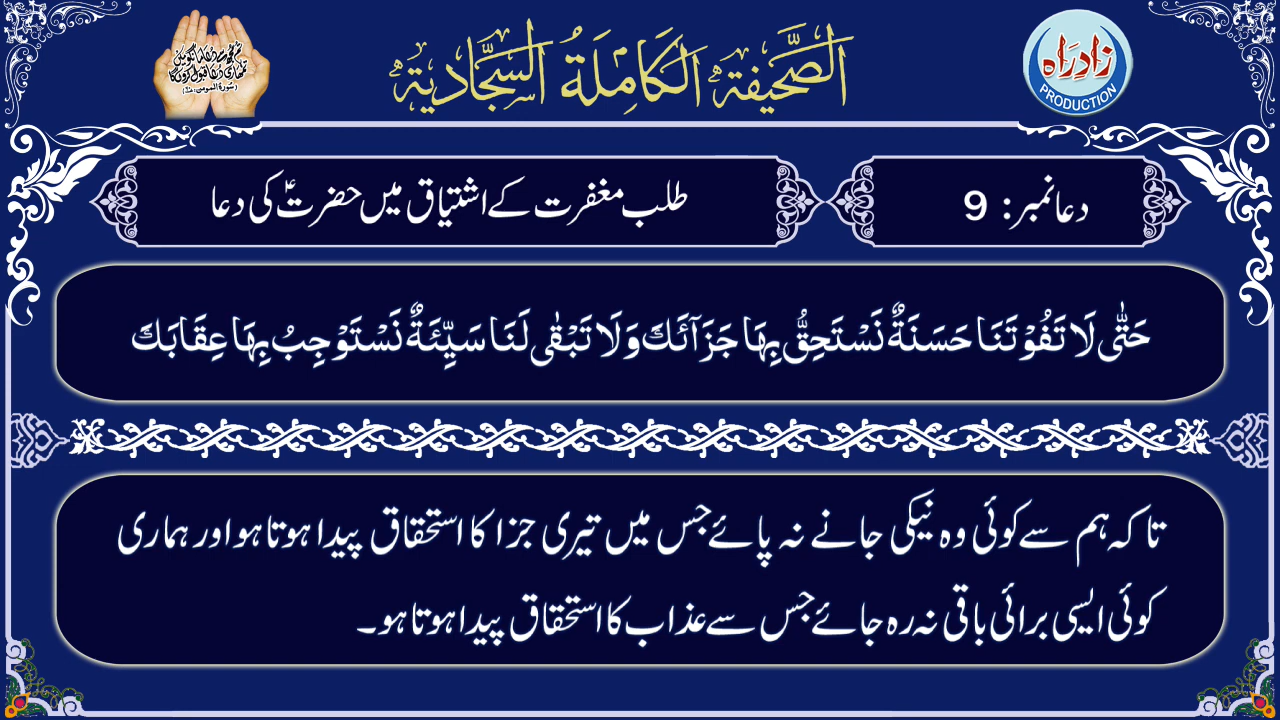 الصَّحِيفَةُ الكَامِلَةُ السَّجَّادِيَةُ
زادِراہ
PRODUCTION
دعا نمبر: 9
طلب مغفرت کے اشتیاق میں حضرتؑ کی دعا
حَتّٰى لَا تَفُوْتَنَا حَسَنَةٌ نَسْتَحِقُّ بِهَا جَزَآئَكَ وَلَا تَبْقٰى لَنَا سَيِّئَةٌ نَسْتَوْجِبُ بِهَا عِقَابَكَ
تا کہ ہم سے کوئی وہ نیکی جانے نہ پائے جس میں تیری جزا کا استحقاق پیدا ہوتا ہو اور ہماری
کوئی ایسی برائی باقی نہ رہ جائے جس سے عذاب کا استحقاق پیدا ہوتا ہو۔